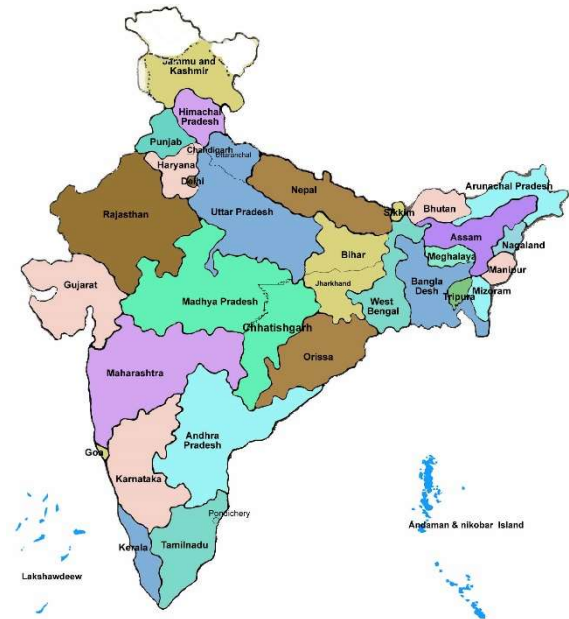 Jammu and
Kashmir
Himachal
Pradesh
Punjab
Chandigarh
Uttaranchal
Haryana
Delhi
Rajasthan
Uttar Pradesh
Nepal
Sikkim
Bhutan
Arunachal Pradesh
Assam
Nagaland
Meghalaya
Manipur
Bihar
Jharkhand
Bangla
Desh
Tripura
Mizoram
West
Bengal
Gujarat
Madhya Pradesh
Chhatishgarh
Orissa
Maharashtra
Andhra
Pradesh
Goa
Karnataka
Pondichery
Kerala
Tamilnadu
Lakshawdeew
Andaman & nikobar Island